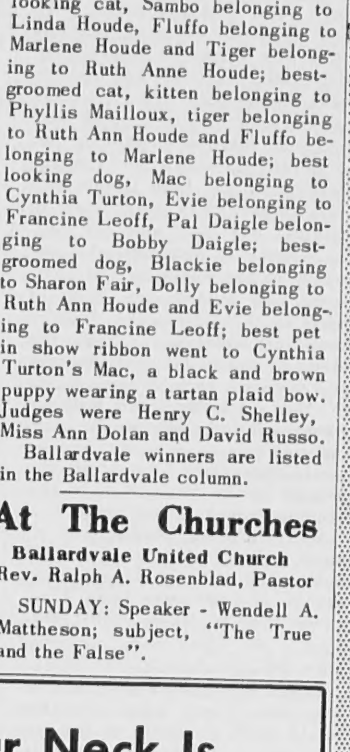 looking cat, Sambo belonging to
Linda Houde, Fluffo belonging to
Marlene Houde and Tiger belong-
ing to Ruth Anne Houde; best-
groomed cat, kitten belonging to
Phyllis Mailloux, tiger belonging
to Ruth Ann Houde and Fluffo be-
longing to Marlene Houde; best
looking dog, Mac belonging to
Cynthia Turton, Evie belonging to
Francine Leoff, Pal Daigle belon-
ging to Bobby Daigle; best-
groomed dog, Blackie belonging
to Sharon Fair, Dolly belonging to
Ruth Ann Houde and Evie belong-
ing to Francine Leoff; best pet
in show ribbon went to Cynthia
Turton's Mac, a black and brown
puppy wearing a tartan plaid bow.
Judges were Henry C. Shelley,
Miss Ann Dolan and David Russo.
Ballardvale winners are listed
in the Ballardvale column.
At The Churches
Ballardvale United Church
Rev. Ralph A. Rosenblad, Pastor
SUNDAY: Speaker - Wendell A.
Mattheson; subject, "The True
and the False".
Neck Is